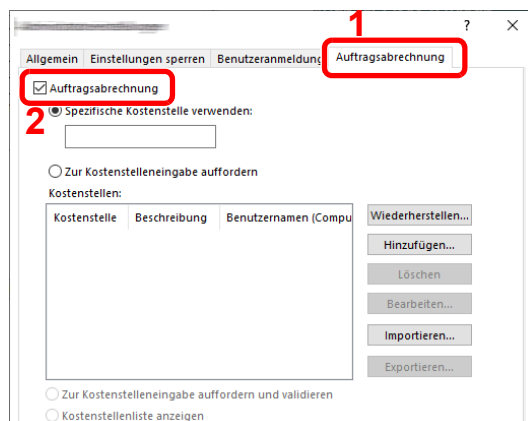 1
? ×
Allgemein Einstellungen sperren Benutzeranmeldung Auftragsabrechnung
Auftragsabrechnung
2
Spezifische Kostenstelle verwenden:
Zur Kostenstelleneingabe auffordern
Kostenstellen:
Kostenstelle Beschreibung Benutzernamen (Compu
Wiederherstellen...
Hinzufügen...
Löschen
Bearbeiten...
Importieren...
Exportieren...
Zur Kostenstelleneingabe auffordern und validieren
Kostenstellenliste anzeigen